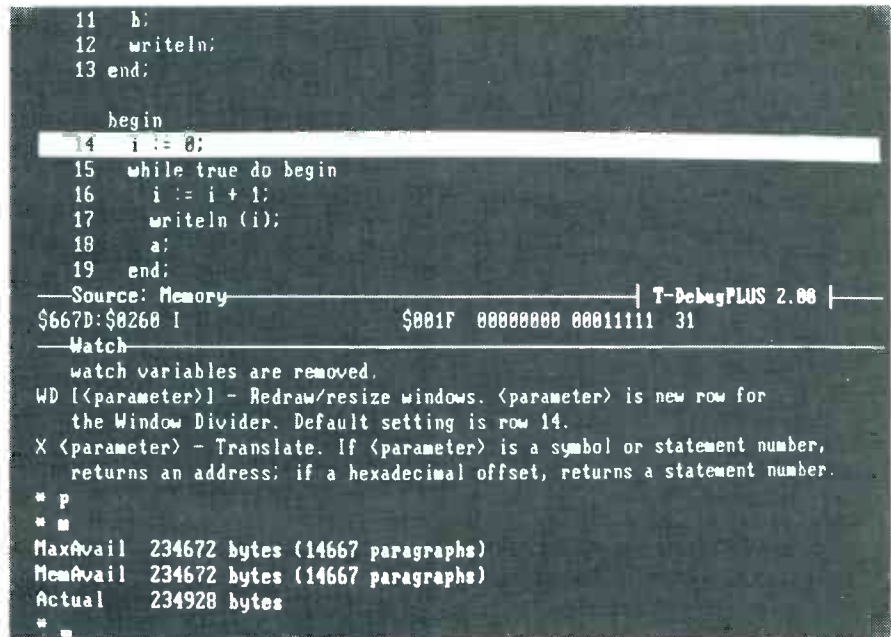 11 b;
12 writeln;
13 end;
begin
14 i := 0;
15 while true do begin
16 i := i + 1;
17 writeln (i);
18 a;
19 end;
Source: Memory T-DebugPLUS 2.00
$667D:$0260 I $001F 00000000 00011111 31
Watch
watch variables are removed.
WD [<parameter>] - Redraw/resize windows. <parameter> is new row for
the Window Divider. Default setting is row 14.
X <parameter> - Translate. If <parameter> is a symbol or statement number,
returns an address; if a hexadecimal offset, returns a statement number.
* p
* m
MaxAvail 234672 bytes (14667 paragraphs)
MemAvail 234672 bytes (14667 paragraphs)
Actual 234928 bytes
* _